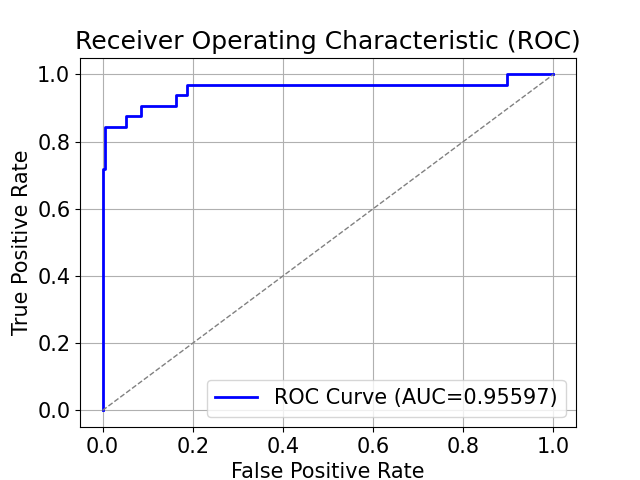 Receiver Operating Characteristic (ROC)
1.0
0.8
0.6
0.4
0.2
0.0
True Positive Rate
ROC Curve (AUC=0.95597)
0.0 0.2 0.4 0.6 0.8 1.0
False Positive Rate